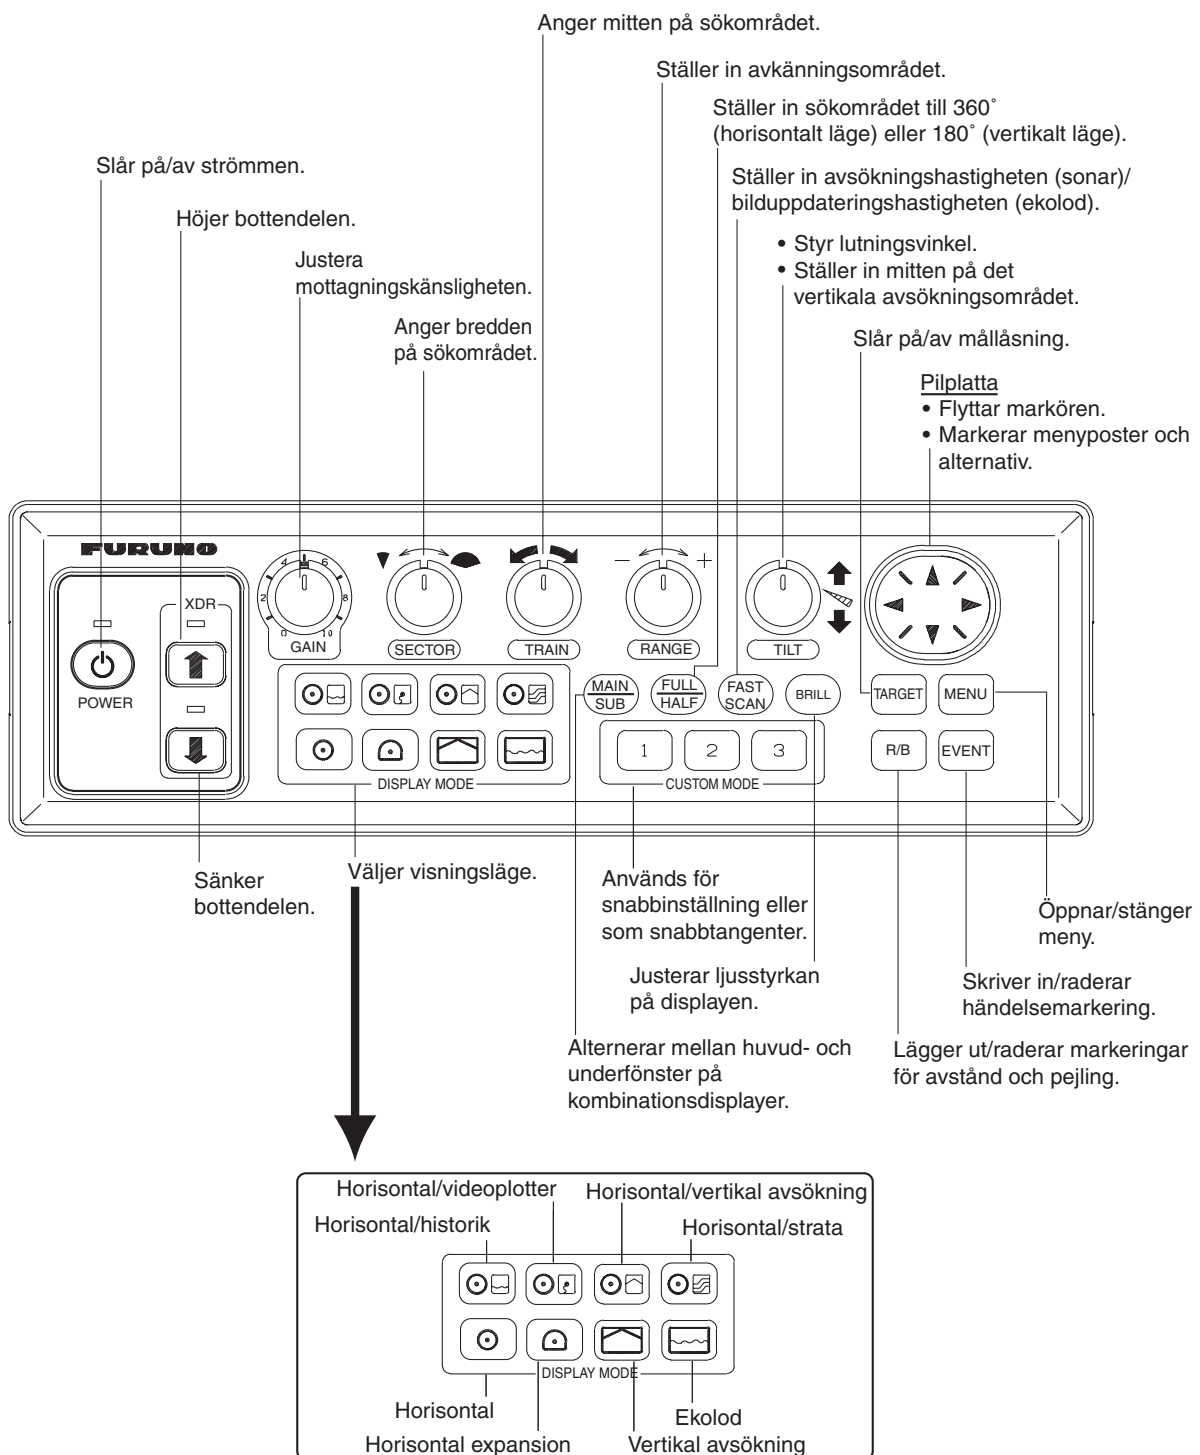 Anger mitten på sökområdet.
Ställer in avkänningsområdet.
Ställer in sökområdet till 360˚
(horisontalt läge) eller 180˚ (vertikalt läge).
Slår på/av strömmen.
Ställer in avsökningshastigheten (sonar)/
bilduppdateringshastigheten (ekolod).
Höjer bottendelen.
• Styr lutningsvinkel.
• Ställer in mitten på det
vertikala avsökningsområdet.
Justera
mottagningskänsligheten.
Anger bredden
på sökområdet.
Slår på/av mållåsning.
Pilplatta
• Flyttar markören.
• Markerar menyposter och
alternativ.
FURUNO
XDR
POWER
0 2 4 6 8 10
GAIN
SECTOR
TRAIN
− +
RANGE
TILT
MAIN
SUB
FULL
HALF
FAST
SCAN
BRILL
TARGET
MENU
1 2 3
R/B
EVENT
DISPLAY MODE
CUSTOM MODE
Sänker
bottendelen.
Väljer visningsläge.
Används för
snabbinställning eller
som snabbtangenter.
Öppnar/stänger
meny.
Justerar ljusstyrkan
på displayen.
Skriver in/raderar
händelsemarkering.
Alternerar mellan huvud- och
underfönster på
kombinationsdisplayer.
Lägger ut/raderar markeringar
för avstånd och pejling.
Horisontal/videoplotter
Horisontal/vertikal avsökning
Horisontal/historik
Horisontal/strata
DISPLAY MODE
Horisontal
Ekolod
Horisontal expansion
Vertikal avsökning